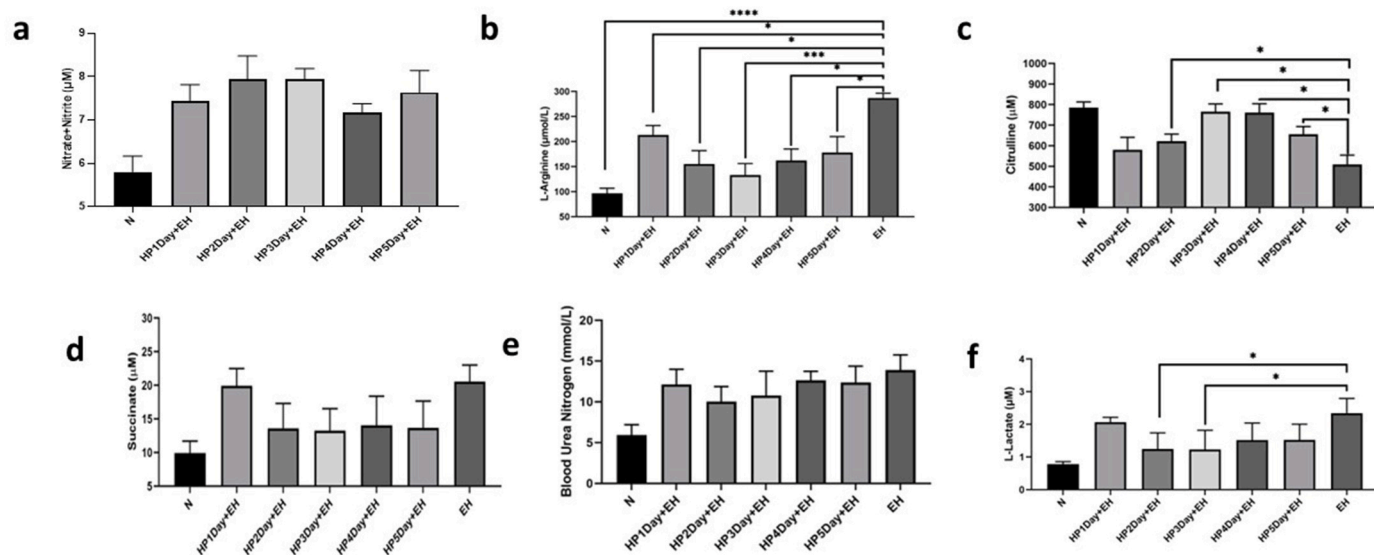 a
Nitrate+Nitrite (μM)
9
8
7
6
5
N
HP1Day+EH
HP2Day+EH
HP3Day+EH
HP4Day+EH
HP5Day+EH
b
****
*
*
***
*
*
L-Arginine (μmol/L)
300
250
200
150
100
50
N
HP1Day+EH
HP2Day+EH
HP3Day+EH
HP4Day+EH
HP5Day+EH
EH
c
*
*
*
*
Citrulline (μM)
1000
900
800
700
600
500
400
300
N
HP1Day+EH
HP2Day+EH
HP3Day+EH
HP4Day+EH
HP5Day+EH
EH
d
Succinate (μM)
30
25
20
15
10
5
N
HP1Day+EH
HP2Day+EH
HP3Day+EH
HP4Day+EH
HP5Day+EH
EH
e
Blood Urea Nitrogen (mmol/L)
20
15
10
5
0
N
HP1Day+EH
HP2Day+EH
HP3Day+EH
HP4Day+EH
HP5Day+EH
EH
f
*
*
L-Lactate (μM)
4
3
2
1
0
N
HP1Day+EH
HP2Day+EH
HP3Day+EH
HP4Day+EH
HP5Day+EH
EH